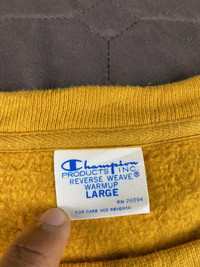 Champion
PRODUCTS INC.®
REVERSE WEAVE
WARMUP
LARGE
RN 26094
FOR CARE SEE REVERSE